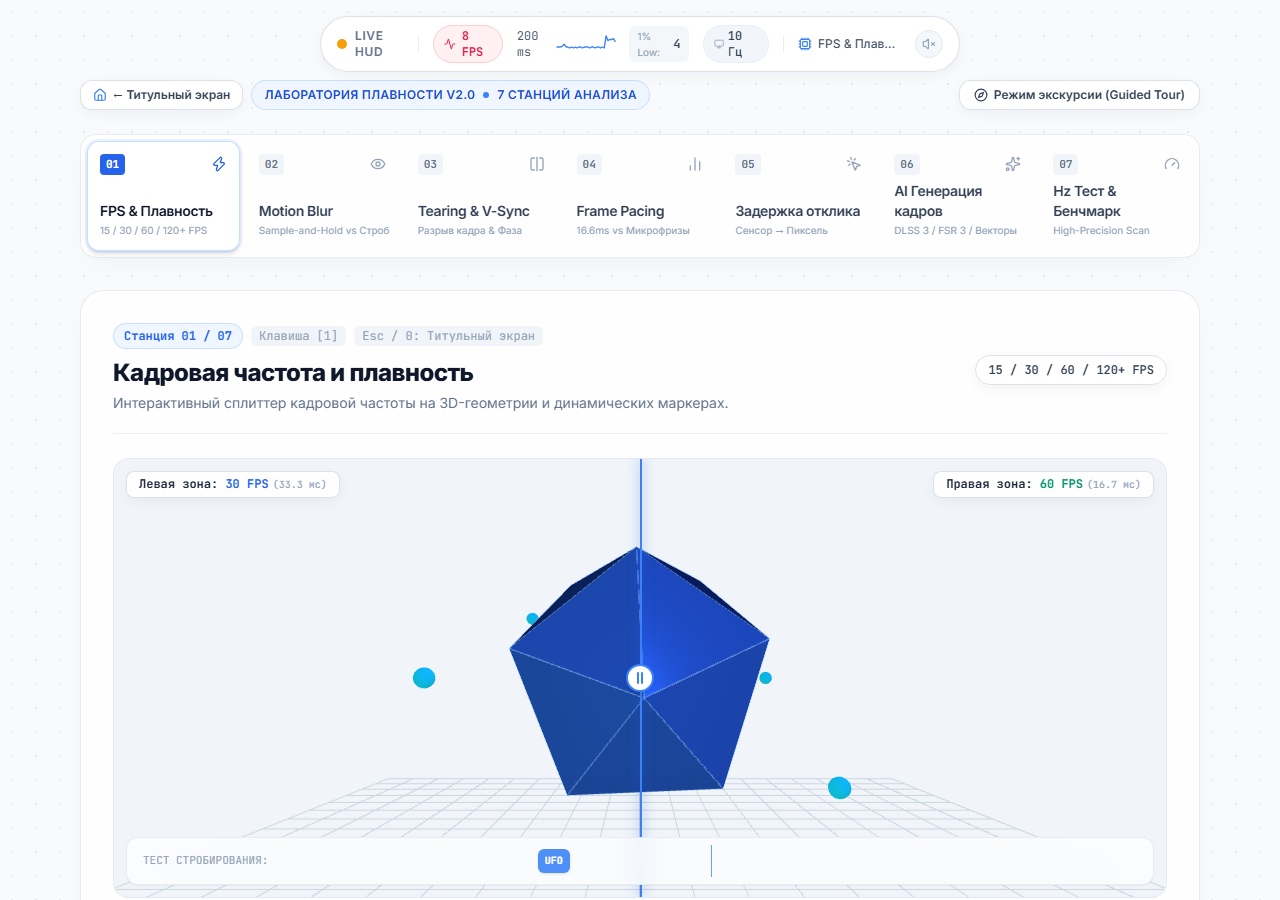 LIVE HUD
8 FPS
200 ms
1% Low: 4
10 Гц
FPS & Плав...
← Титульный экран
ЛАБОРАТОРИЯ ПЛАВНОСТИ V2.0 • 7 СТАНЦИЙ АНАЛИЗА
Режим экскурсии (Guided Tour)
01
FPS & Плавность
15 / 30 / 60 / 120+ FPS
02
Motion Blur
Sample-and-Hold vs Строб
03
Tearing & V-Sync
Разрыв кадра & Фаза
04
Frame Pacing
16.6ms vs Микрофризы
05
Задержка отклика
Сенсор → Пиксель
06
AI Генерация
кадров
DLSS 3 / FSR 3 / Векторы
07
Hz Тест &
Бенчмарк
High-Precision Scan
Станция 01 / 07
Клавиша [1]
Esc / 0: Титульный экран
Кадровая частота и плавность
15 / 30 / 60 / 120+ FPS
Интерактивный сплиттер кадровой частоты на 3D-геометрии и динамических маркерах.
Левая зона: 30 FPS (33.3 мс)
Правая зона: 60 FPS (16.7 мс)
ТЕСТ СТРОБИРОВАНИЯ:
UFO